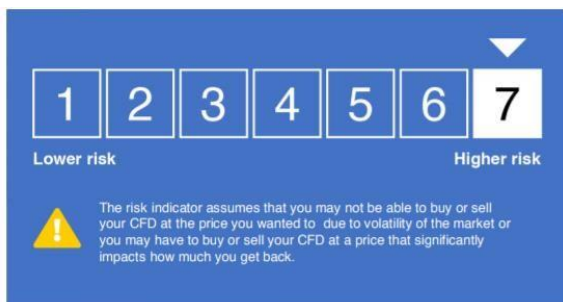 1 2 3 4 5 6 7
Lower risk Higher risk
The risk indicator assumes that you may not be able to buy or sell
your CFD at the price you wanted to due to volatility of the market or
you may have to buy or sell your CFD at a price that significantly
impacts how much you get back.